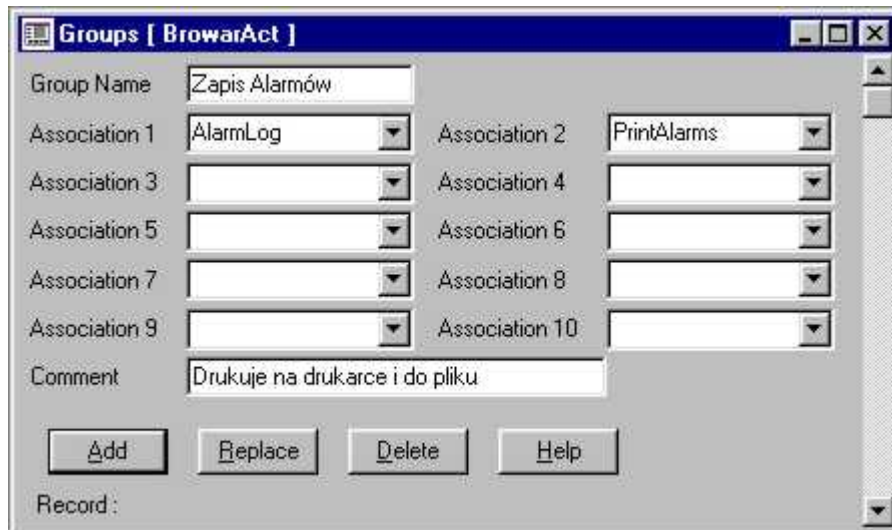 Groups [ BrowarAct ]
Group Name Zapis Alarmów
Association 1 AlarmLog Association 2 PrintAlarms
Association 3 Association 4
Association 5 Association 6
Association 7 Association 8
Association 9 Association 10
Comment Drukuje na drukarce i do pliku
Add Replace Delete Help
Record :